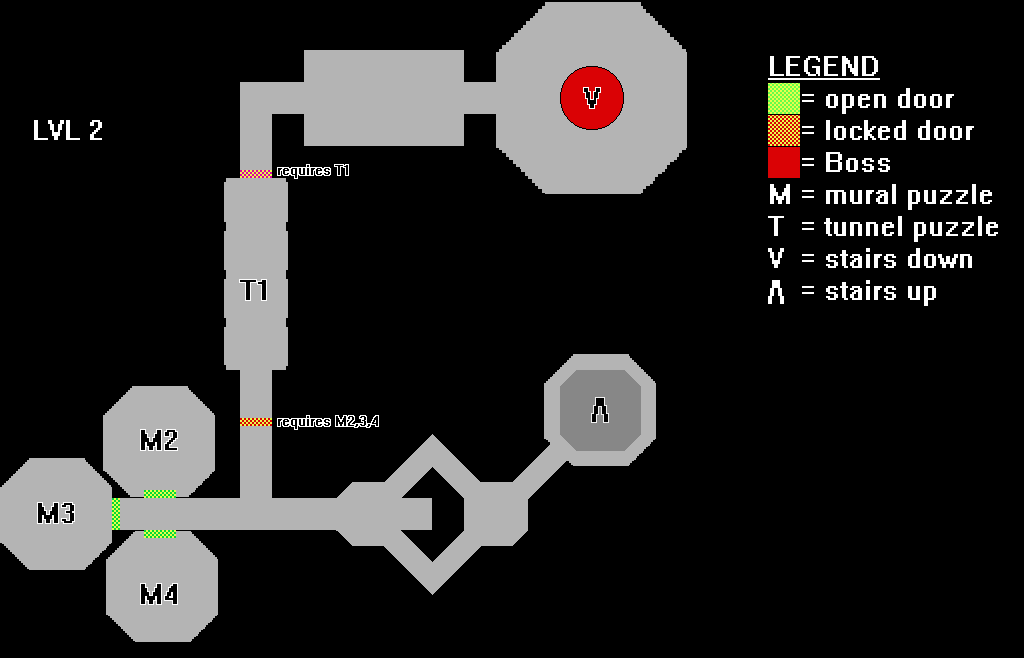 LEGEND
= open door
LVL 2
= locked door
= Boss
M = mural puzzle
T = tunnel puzzle
V = stairs down
Λ = stairs up
V
requires T1
T1
requires M2,3,4
Λ
M2
M3
M4